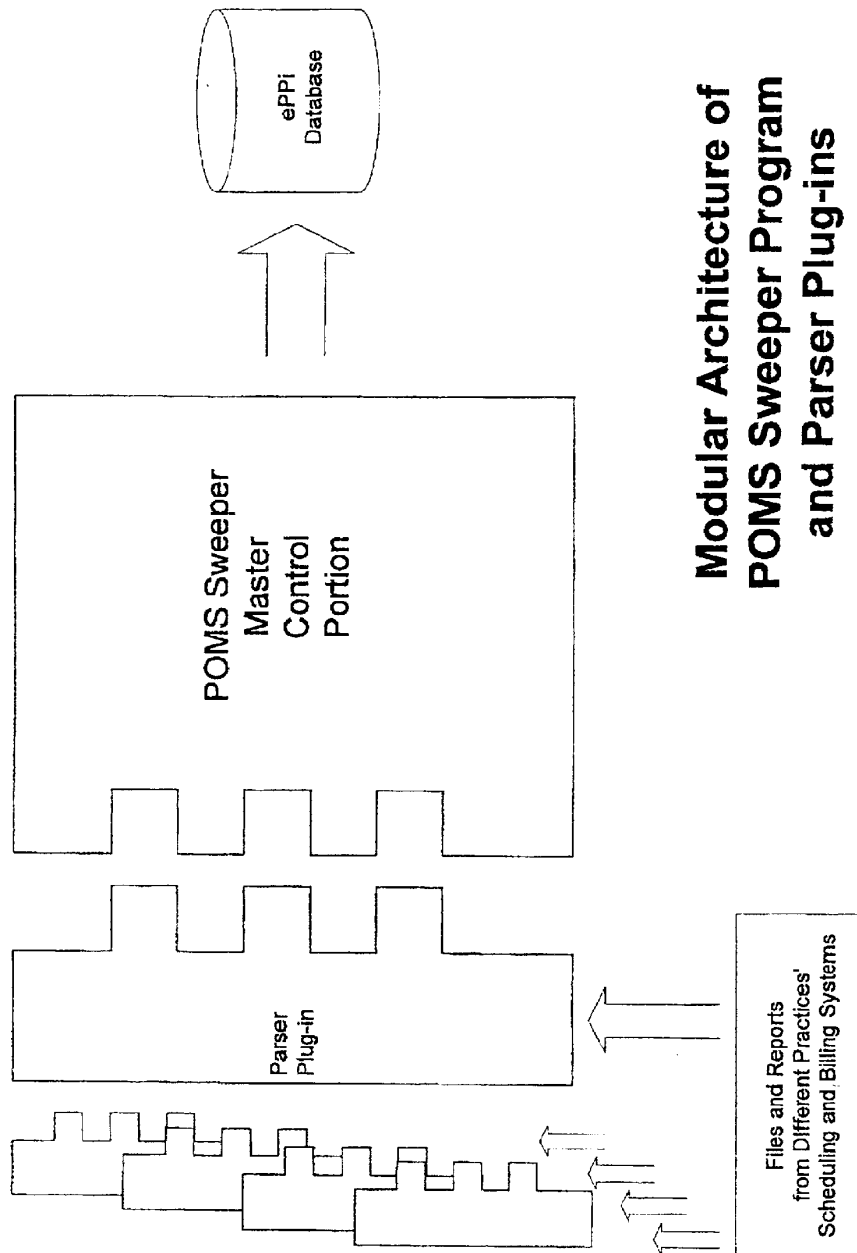 ePPi
Database
POMS Sweeper
Master
Control
Portion
Parser
Plug-in
Files and Reports
from Different Practices'
Scheduling and Billing Systems
Modular Architecture of
POMS Sweeper Program
and Parser Plug-ins